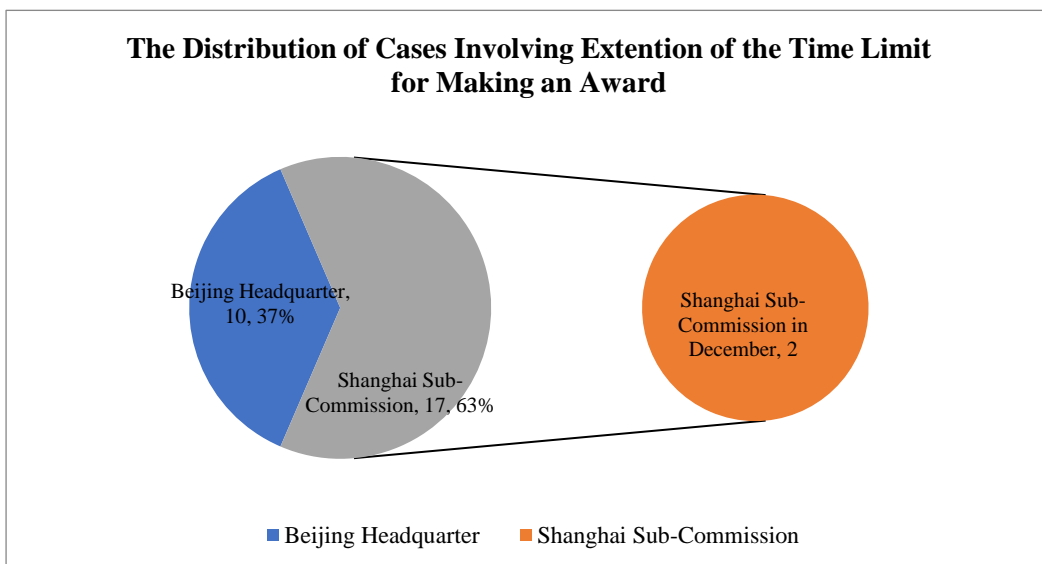 The Distribution of Cases Involving Extention of the Time Limit
for Making an Award
Beijing Headquarter,
10, 37%
Shanghai Sub-
Commission, 17, 63%
Shanghai Sub-
Commission in
December, 2
Beijing Headquarter
Shanghai Sub-Commission